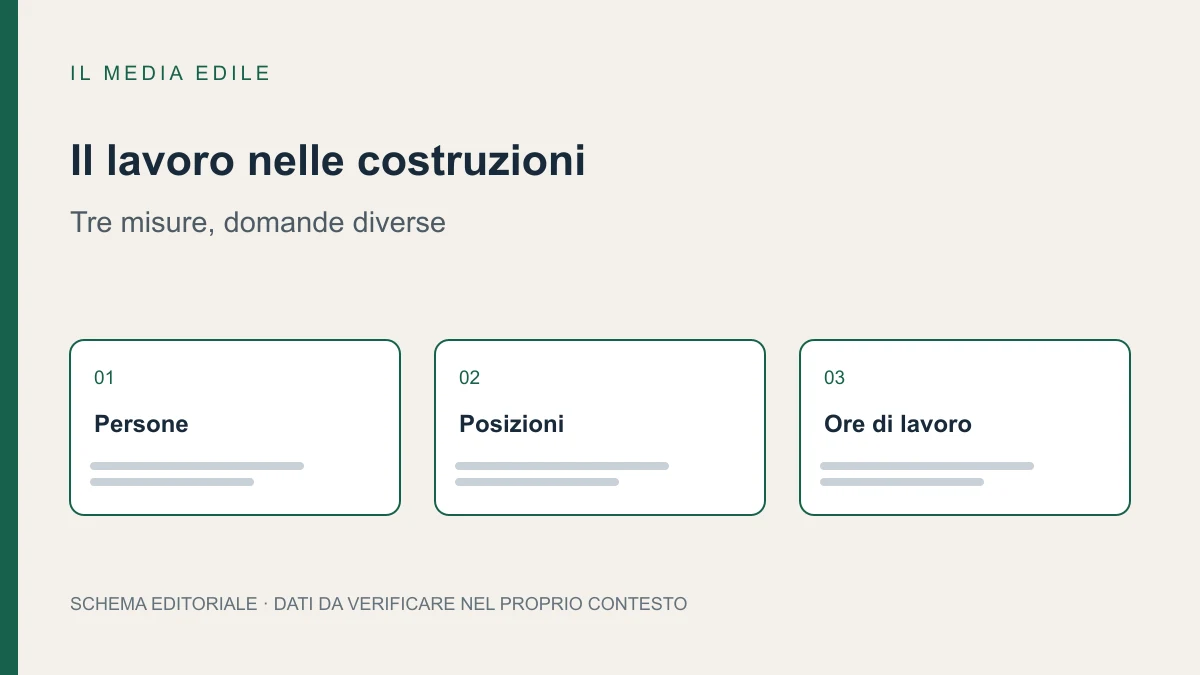 IL MEDIA EDILE
Il lavoro nelle costruzioni
Tre misure, domande diverse
01
Persone
02
Posizioni
03
Ore di lavoro
SCHEMA EDITORIALE · DATI DA VERIFICARE NEL PROPRIO CONTESTO